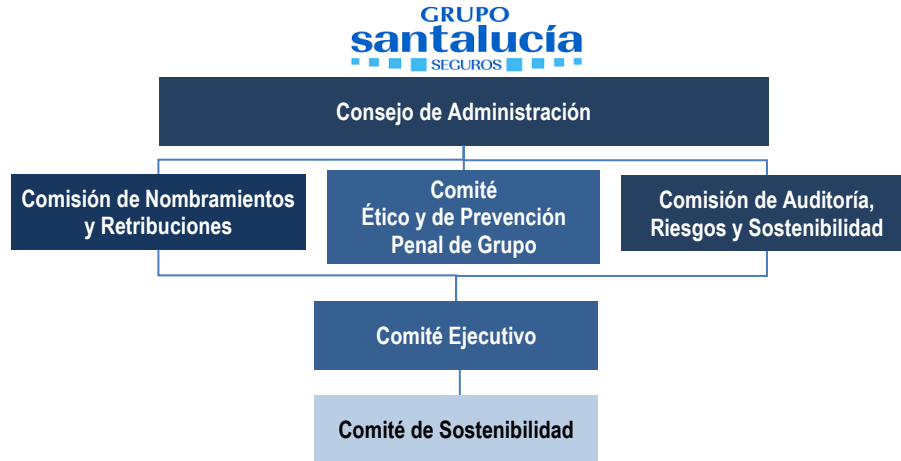 GRUPO
santalucía
SEGUROS
Consejo de Administración
Comisión de Nombramientos
y Retribuciones
Comité
Ético y de Prevención
Penal de Grupo
Comisión de Auditoría,
Riesgos y Sostenibilidad
Comité Ejecutivo
Comité de Sostenibilidad